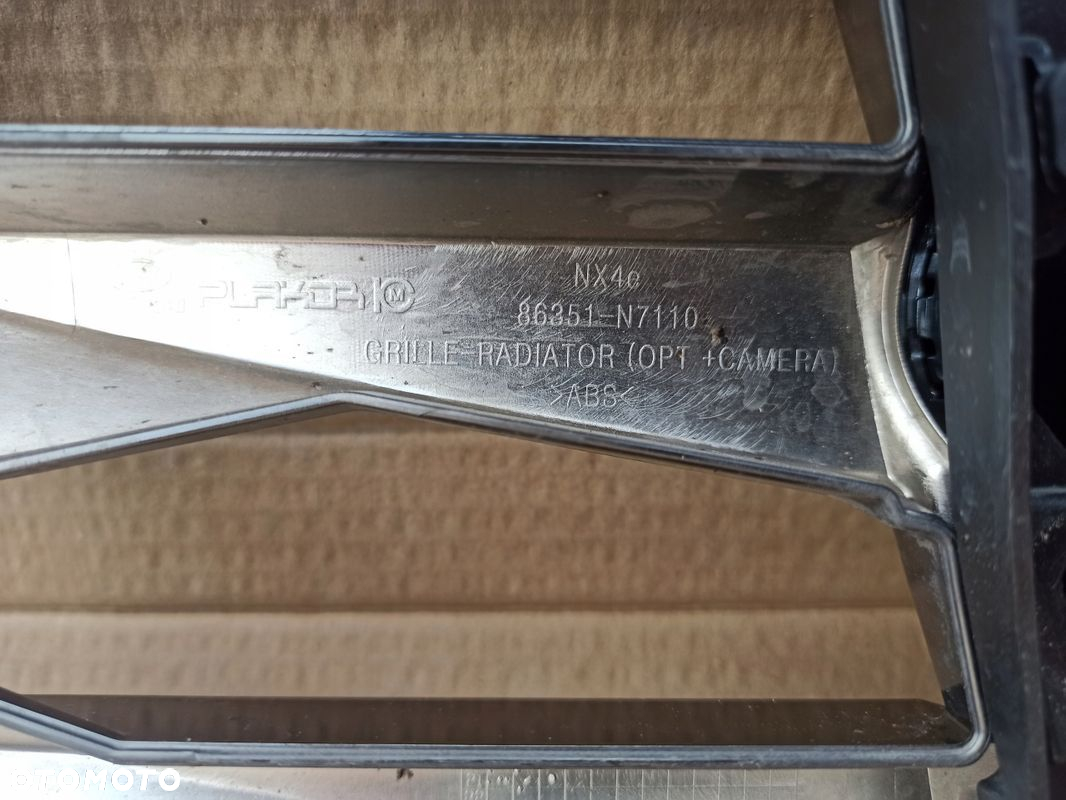 PLAKOR M
NX4e
86351-N7110
GRILLE-RADIATOR (OPT +CAMERA)
>ABS<
OTOMOTO